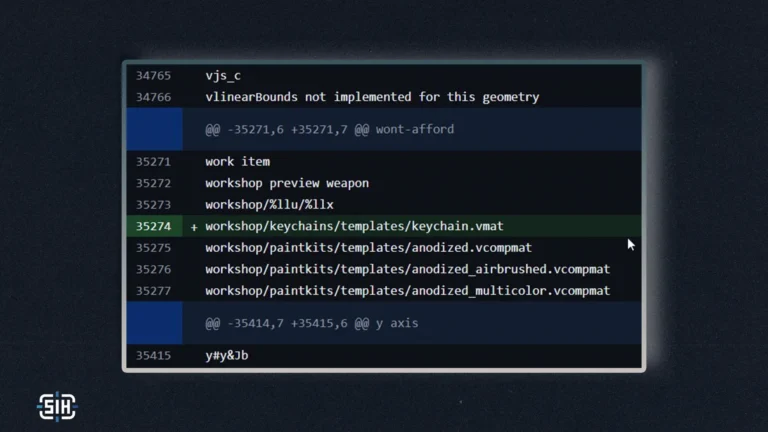 34765 vjs_c
34766 vlinearBounds not implemented for this geometry
@@ -35271,6 +35271,7 @@ wont-afford
35271 work item
35272 workshop preview weapon
35273 workshop/%llu/%llx
35274 + workshop/keychains/templates/keychain.vmat
35275 workshop/paintkits/templates/anodized.vcompmat
35276 workshop/paintkits/templates/anodized_airbrushed.vcompmat
35277 workshop/paintkits/templates/anodized_multicolor.vcompmat
@@ -35414,7 +35415,6 @@ y axis
35415 y#y&Jb
SIH